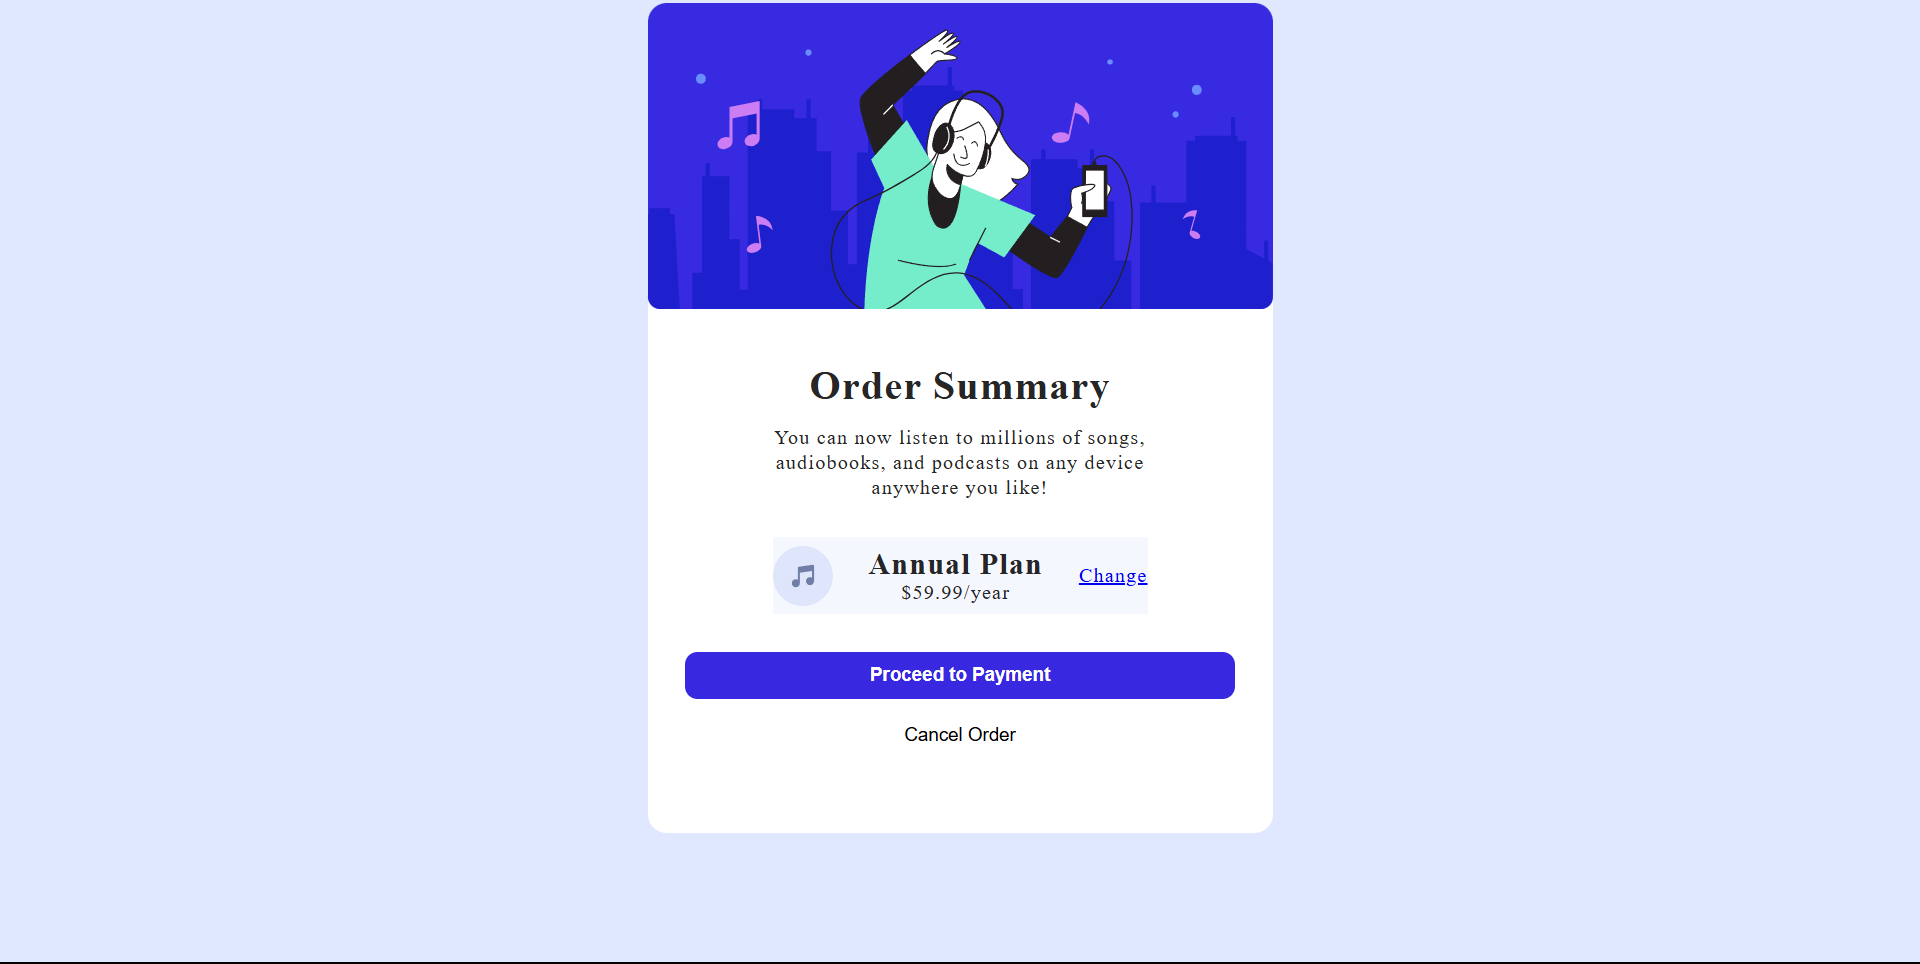 Order Summary
You can now listen to millions of songs,
audiobooks, and podcasts on any device
anywhere you like!
Annual Plan
$59.99/year
Change
Proceed to Payment
Cancel Order